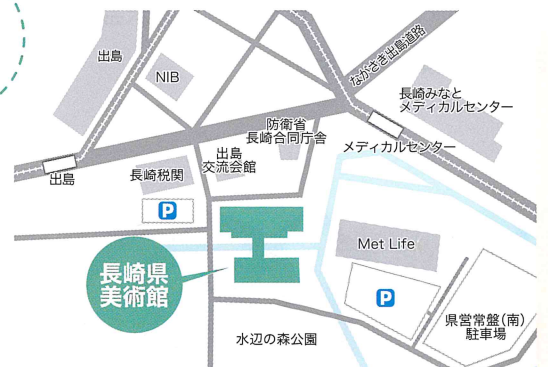 出島
NIB
ながさき出島道路
長崎みなと
メディカルセンター
防衛省
長崎合同庁舎
メディカルセンター
出島
交流会館
長崎税関
出島
P
長崎県
美術館
Met Life
P
県営常盤(南)
駐車場
水辺の森公園